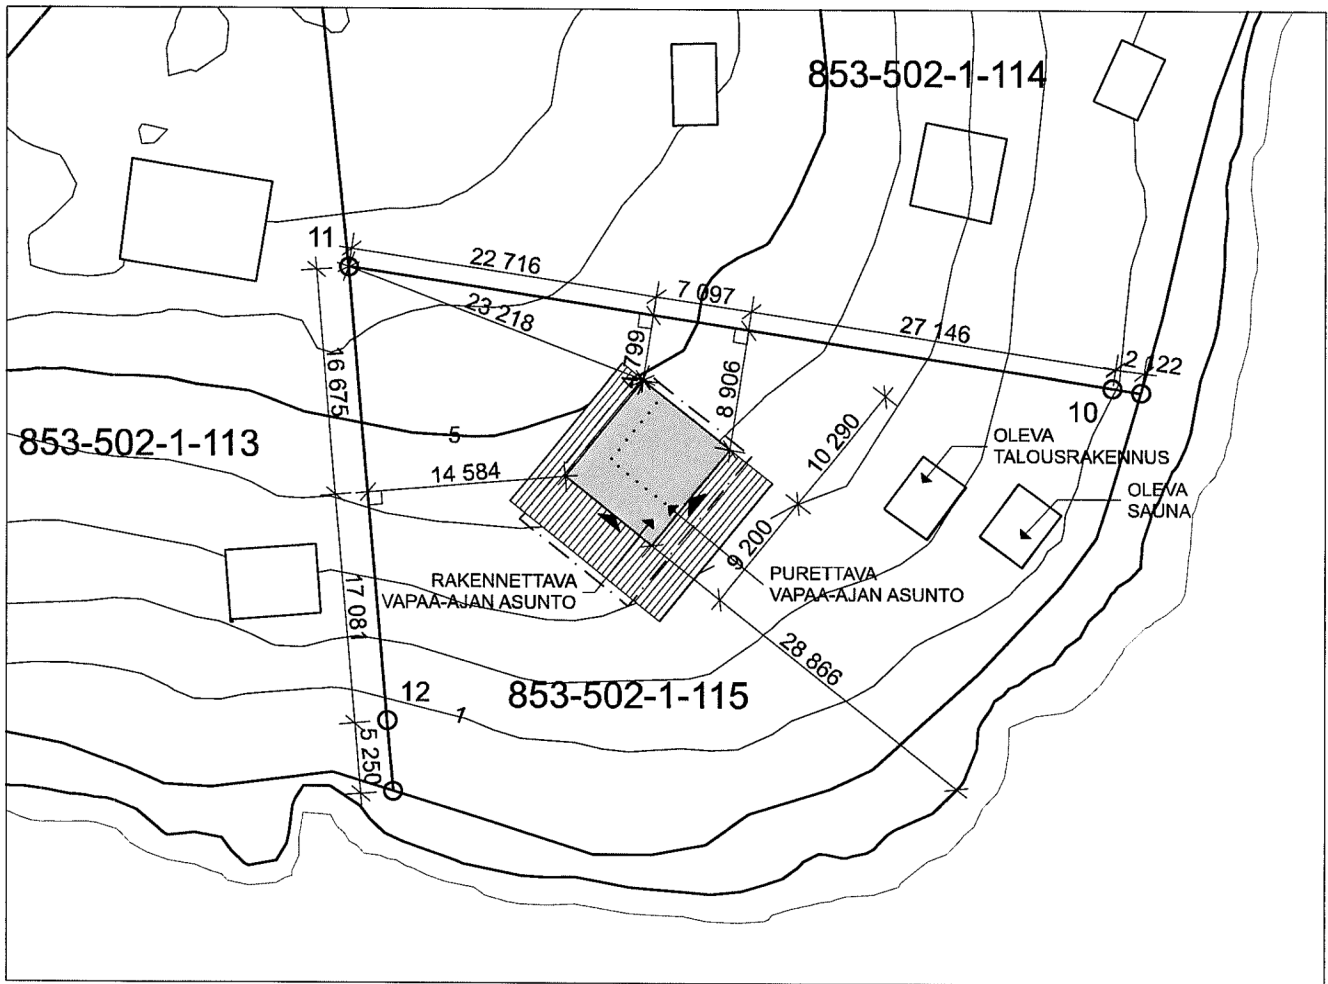 853-502-1-114
11
22 716
7 097
23 218
27 146
2 122
16 675
4 799
8 906
10
853-502-1-113
5
10 290
OLEVA
TALOUSRAKENNUS
14 584
OLEVA
SAUNA
9 200
RAKENNETTAVA
VAPAA-AJAN ASUNTO
PURETTAVA
VAPAA-AJAN ASUNTO
17 081
28 866
853-502-1-115
12
1
5 250